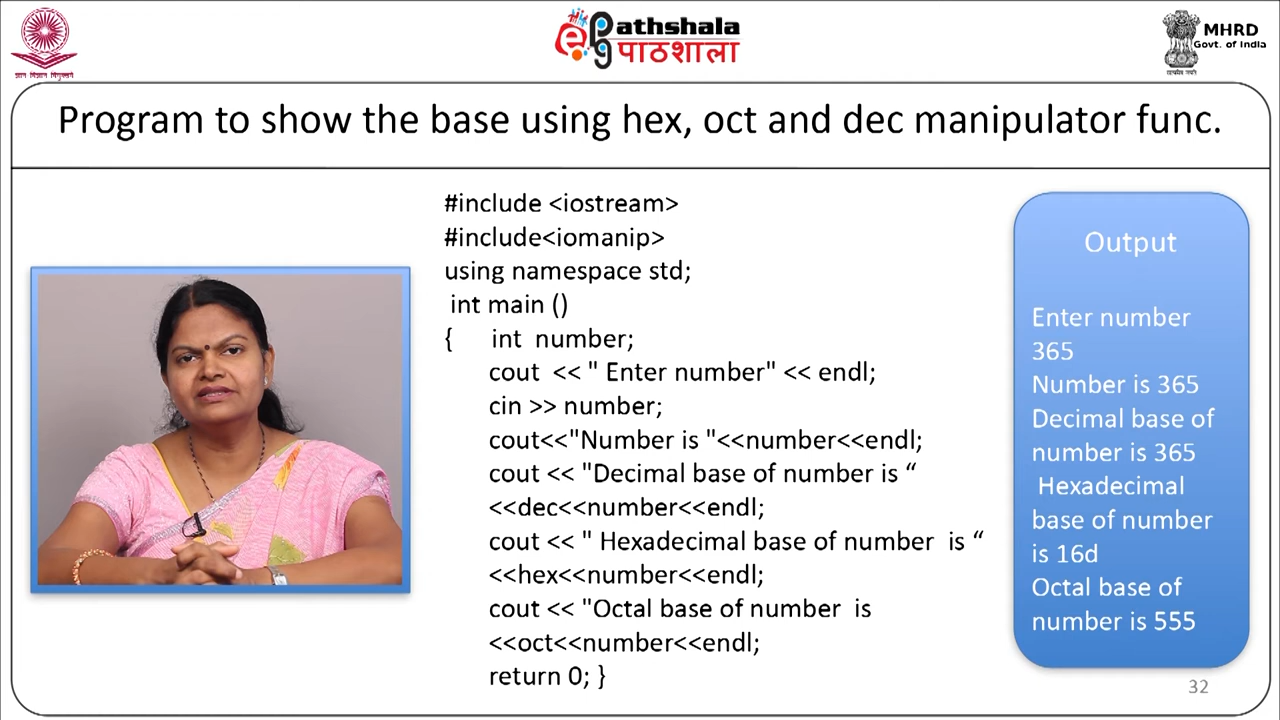 ज्ञान विज्ञानं विमुक्तये
Pathshala
पाठशाला
MHRD
Govt. of India
सत्यमेव जयते
Program to show the base using hex, oct and dec manipulator func.
#include <iostream>
#include<iomanip>
using namespace std;
int main ()
{ int number;
cout << " Enter number" << endl;
cin >> number;
cout<<"Number is "<<number<<endl;
cout << "Decimal base of number is “
<<dec<<number<<endl;
cout << " Hexadecimal base of number is “
<<hex<<number<<endl;
cout << "Octal base of number is
<<oct<<number<<endl;
return 0; }
Output
Enter number
365
Number is 365
Decimal base of
number is 365
Hexadecimal
base of number
is 16d
Octal base of
number is 555
32